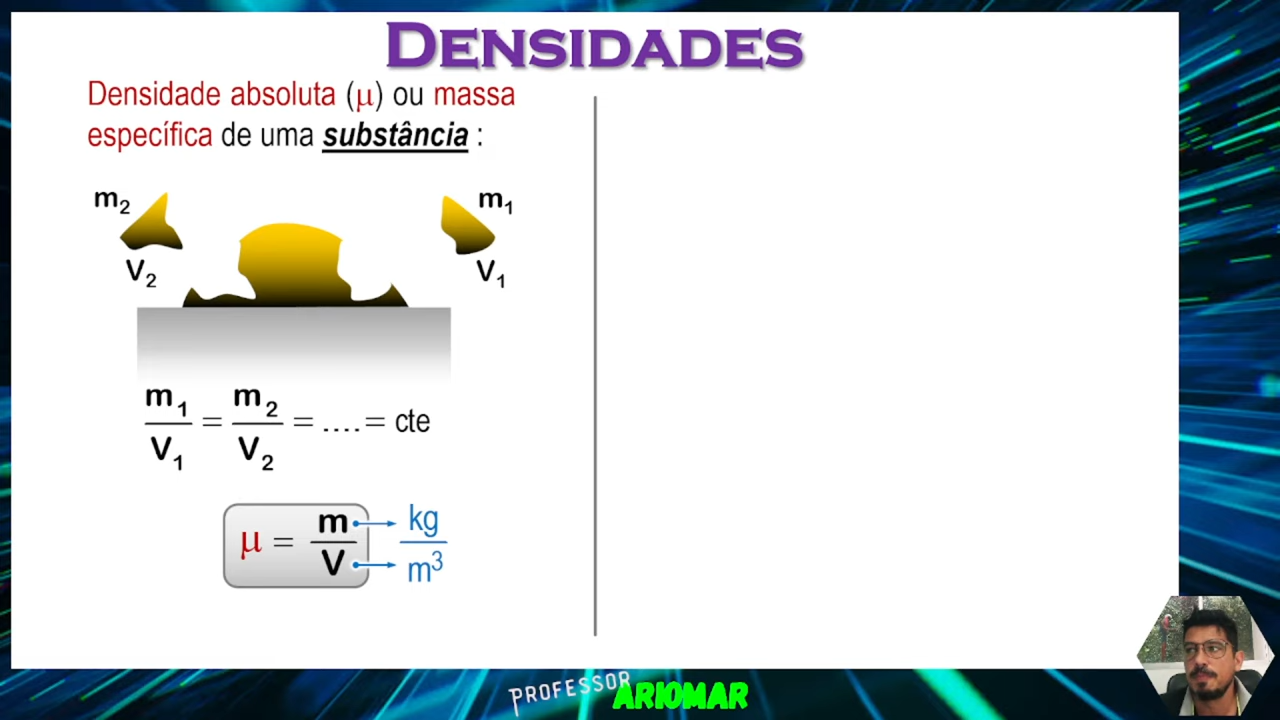 DENSIDADES
Densidade absoluta (μ) ou massa
específica de uma substância :
m₂
V₂
m₁
V₁
m₁/V₁ = m₂/V₂ = .... = cte
μ = m/V kg/m³
PROFESSOR ARIOMAR